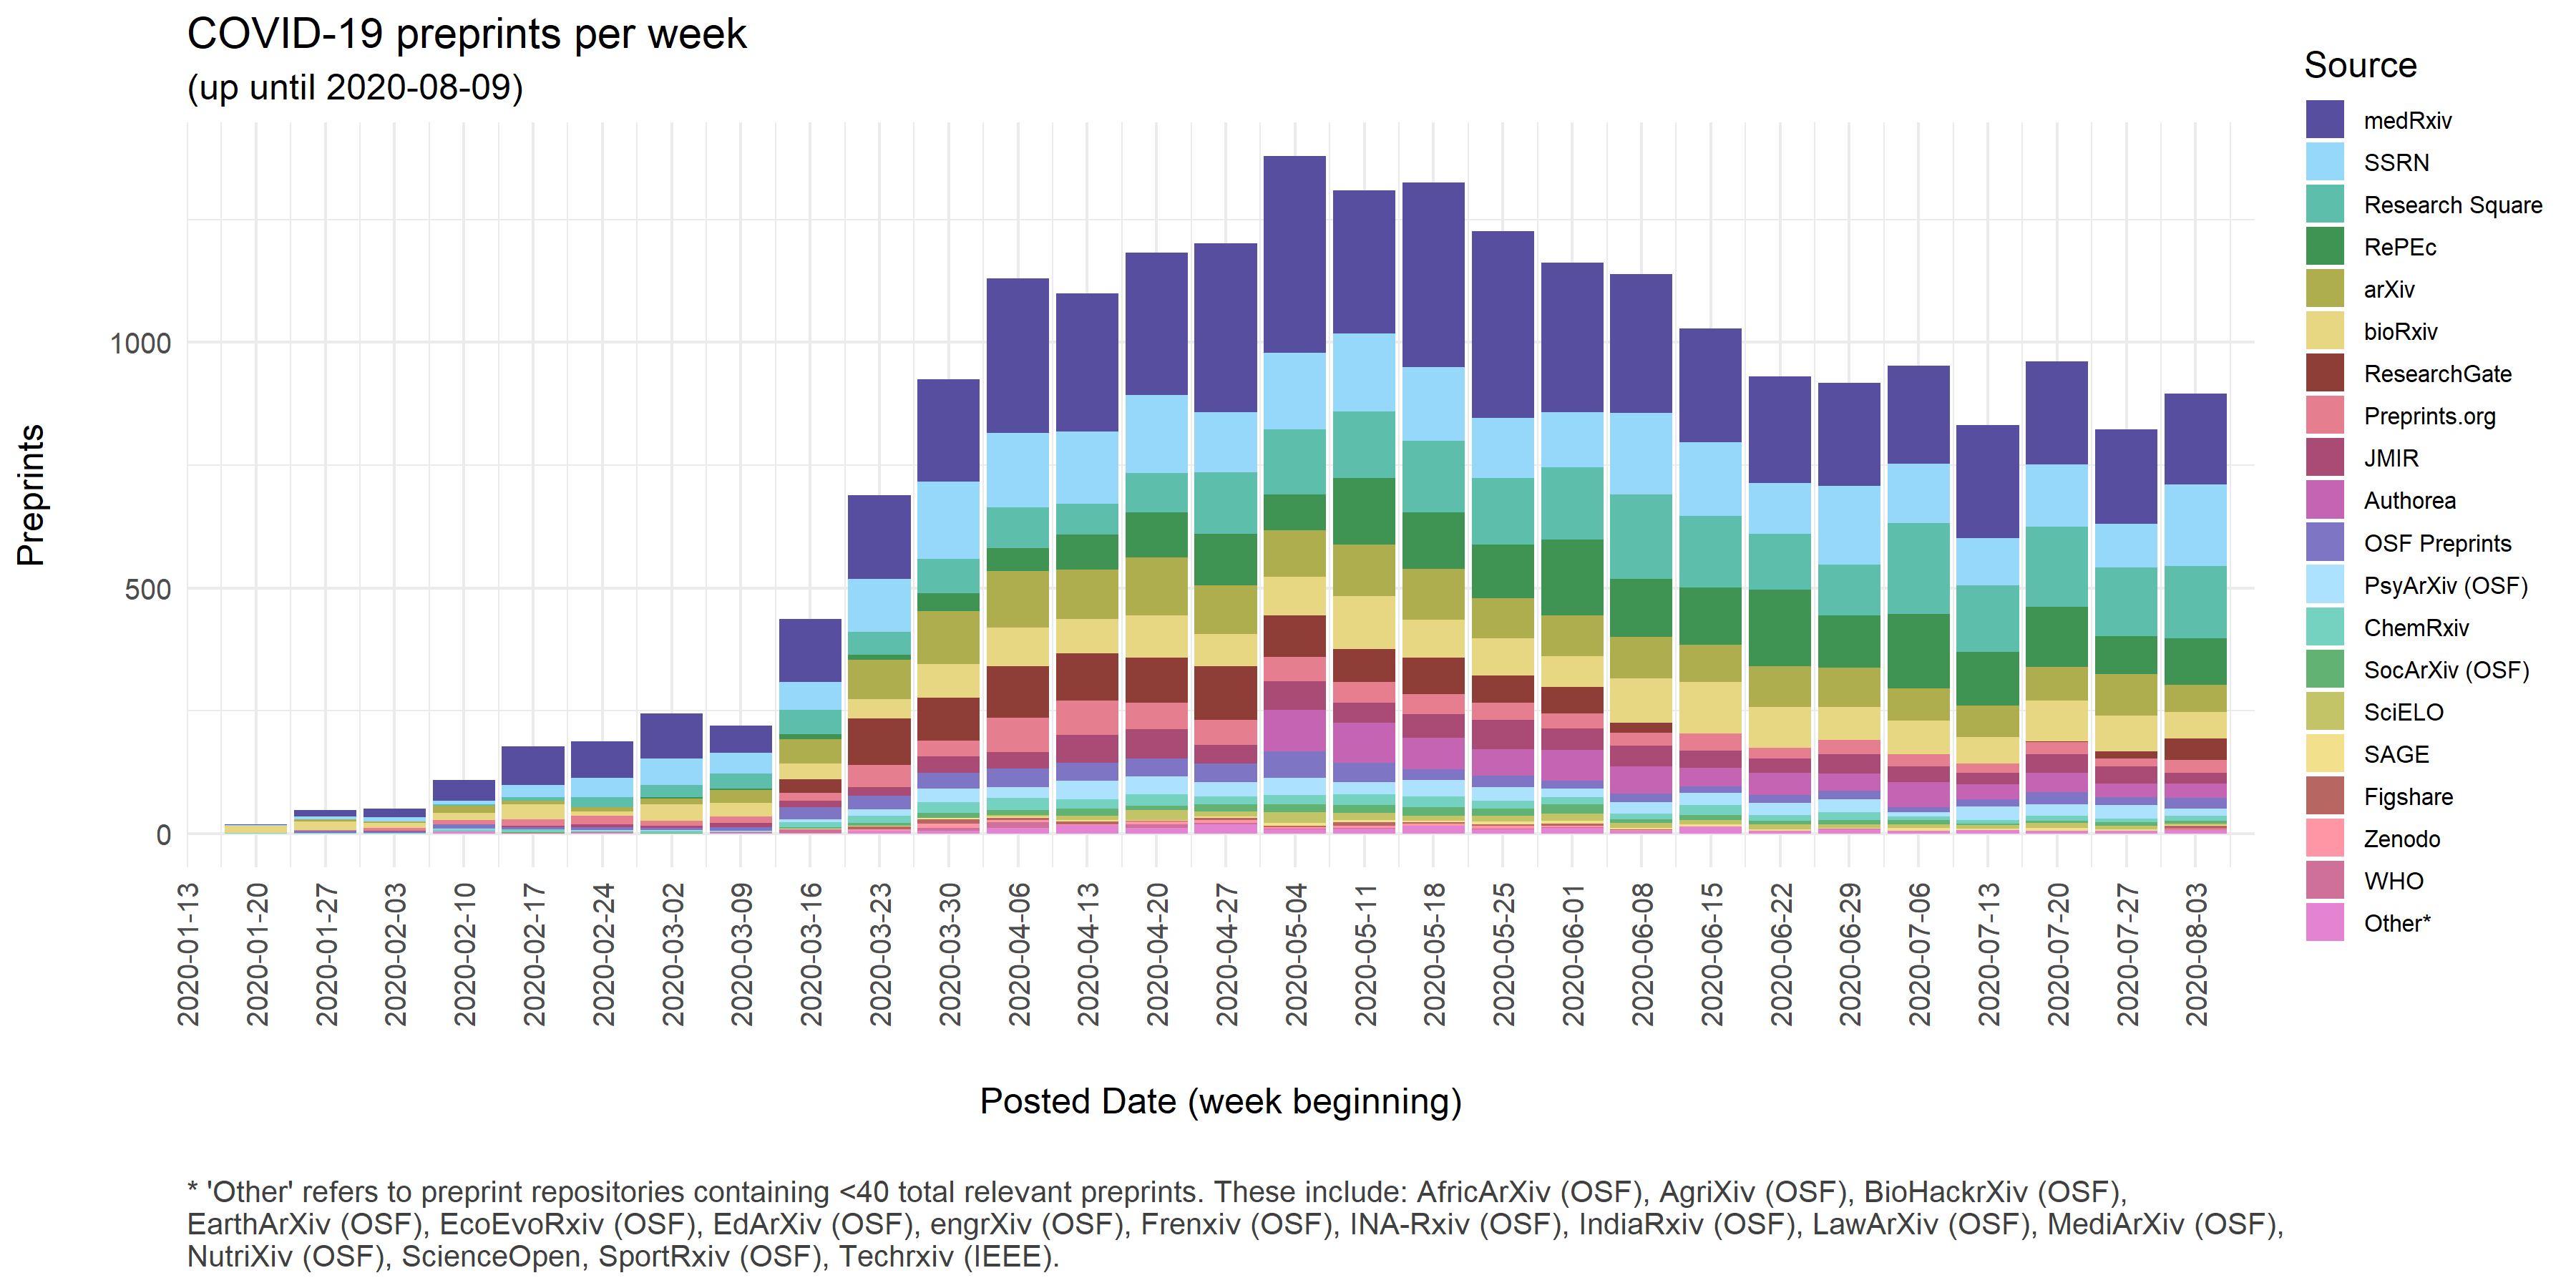 COVID-19 preprints per week
(up until 2020-08-09)
Source
medRxiv
SSRN
Research Square
RePEc
arXiv
bioRxiv
ResearchGate
Preprints.org
JMIR
Authorea
OSF Preprints
PsyArXiv (OSF)
ChemRxiv
SocArXiv (OSF)
SciELO
SAGE
Figshare
Zenodo
WHO
Other*
Preprints
1000
500
0
2020-01-13
2020-01-20
2020-01-27
2020-02-03
2020-02-10
2020-02-17
2020-02-24
2020-03-02
2020-03-09
2020-03-16
2020-03-23
2020-03-30
2020-04-06
2020-04-13
2020-04-20
2020-04-27
2020-05-04
2020-05-11
2020-05-18
2020-05-25
2020-06-01
2020-06-08
2020-06-15
2020-06-22
2020-06-29
2020-07-06
2020-07-13
2020-07-20
2020-07-27
2020-08-03
Posted Date (week beginning)
* 'Other' refers to preprint repositories containing <40 total relevant preprints. These include: AfricArXiv (OSF), AgriXiv (OSF), BioHackrXiv (OSF),
EarthArXiv (OSF), EcoEvoRxiv (OSF), EdArXiv (OSF), engrXiv (OSF), Frenxiv (OSF), INA-Rxiv (OSF), IndiaRxiv (OSF), LawArXiv (OSF), MediArXiv (OSF),
NutriXiv (OSF), ScienceOpen, SportRxiv (OSF), Techrxiv (IEEE).